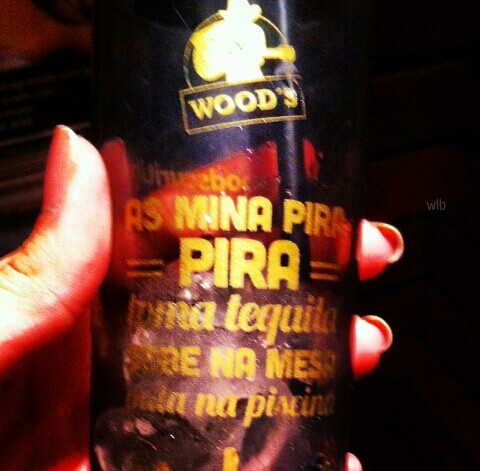 WOOD'S
AS MINA PIRA
PIRA
toma tequila
SOBE NA MESA
pula na piscina
wlb